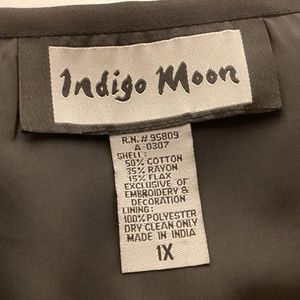 Indigo Moon
R.N.# 95809
A-0307
SHELL:
50% COTTON
35% RAYON
15% FLAX
EXCLUSIVE OF
EMBROIDERY &
DECORATION
LINING:
100% POLYESTER
DRY CLEAN ONLY
MADE IN INDIA
1X